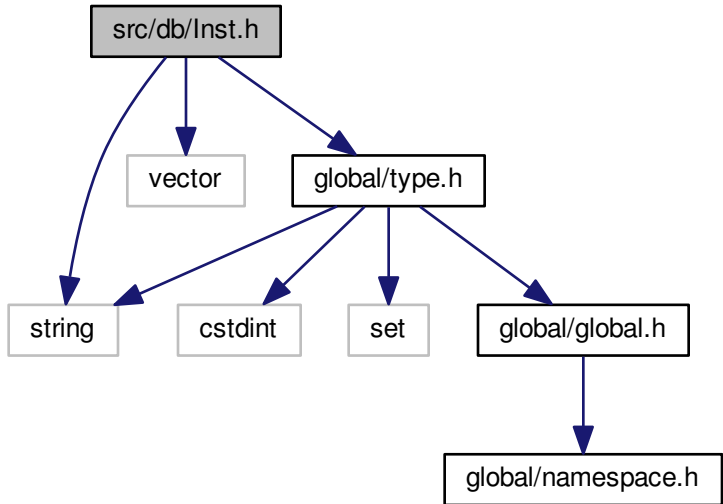 src/db/Inst.h
vector
global/type.h
string
cstdint
set
global/global.h
global/namespace.h